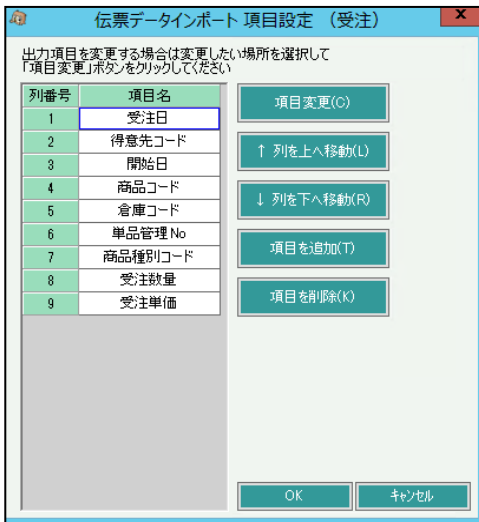 伝票データインポート 項目設定 （受注）
x
出力項目を変更する場合は変更したい場所を選択して
「項目変更」ボタンをクリックしてください
列番号 項目名
1 受注日
2 得意先コード
3 開始日
4 商品コード
5 倉庫コード
6 単品管理No
7 商品種別コード
8 受注数量
9 受注単価
項目変更(C)
↑ 列を上へ移動(L)
↓ 列を下へ移動(R)
項目を追加(T)
項目を削除(K)
OK
ｷｬﾝｾﾙ